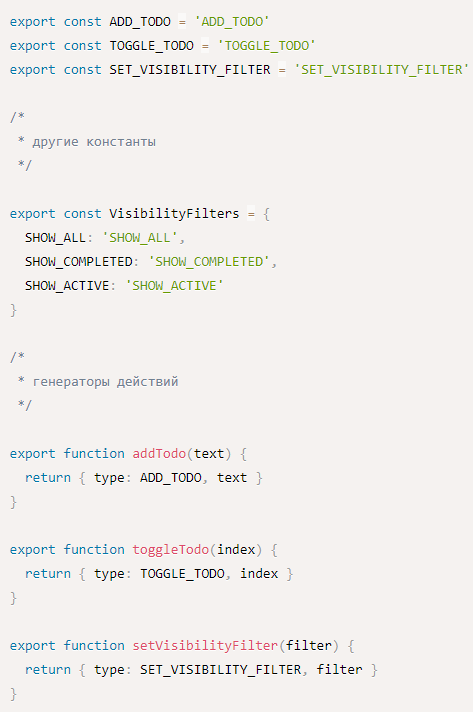 export const ADD_TODO = 'ADD_TODO'
export const TOGGLE_TODO = 'TOGGLE_TODO'
export const SET_VISIBILITY_FILTER = 'SET_VISIBILITY_FILTER'
/*
 * другие константы
 */
export const VisibilityFilters = {
  SHOW_ALL: 'SHOW_ALL',
  SHOW_COMPLETED: 'SHOW_COMPLETED',
  SHOW_ACTIVE: 'SHOW_ACTIVE'
}
/*
 * генераторы действий
 */
export function addTodo(text) {
  return { type: ADD_TODO, text }
}
export function toggleTodo(index) {
  return { type: TOGGLE_TODO, index }
}
export function setVisibilityFilter(filter) {
  return { type: SET_VISIBILITY_FILTER, filter }
}